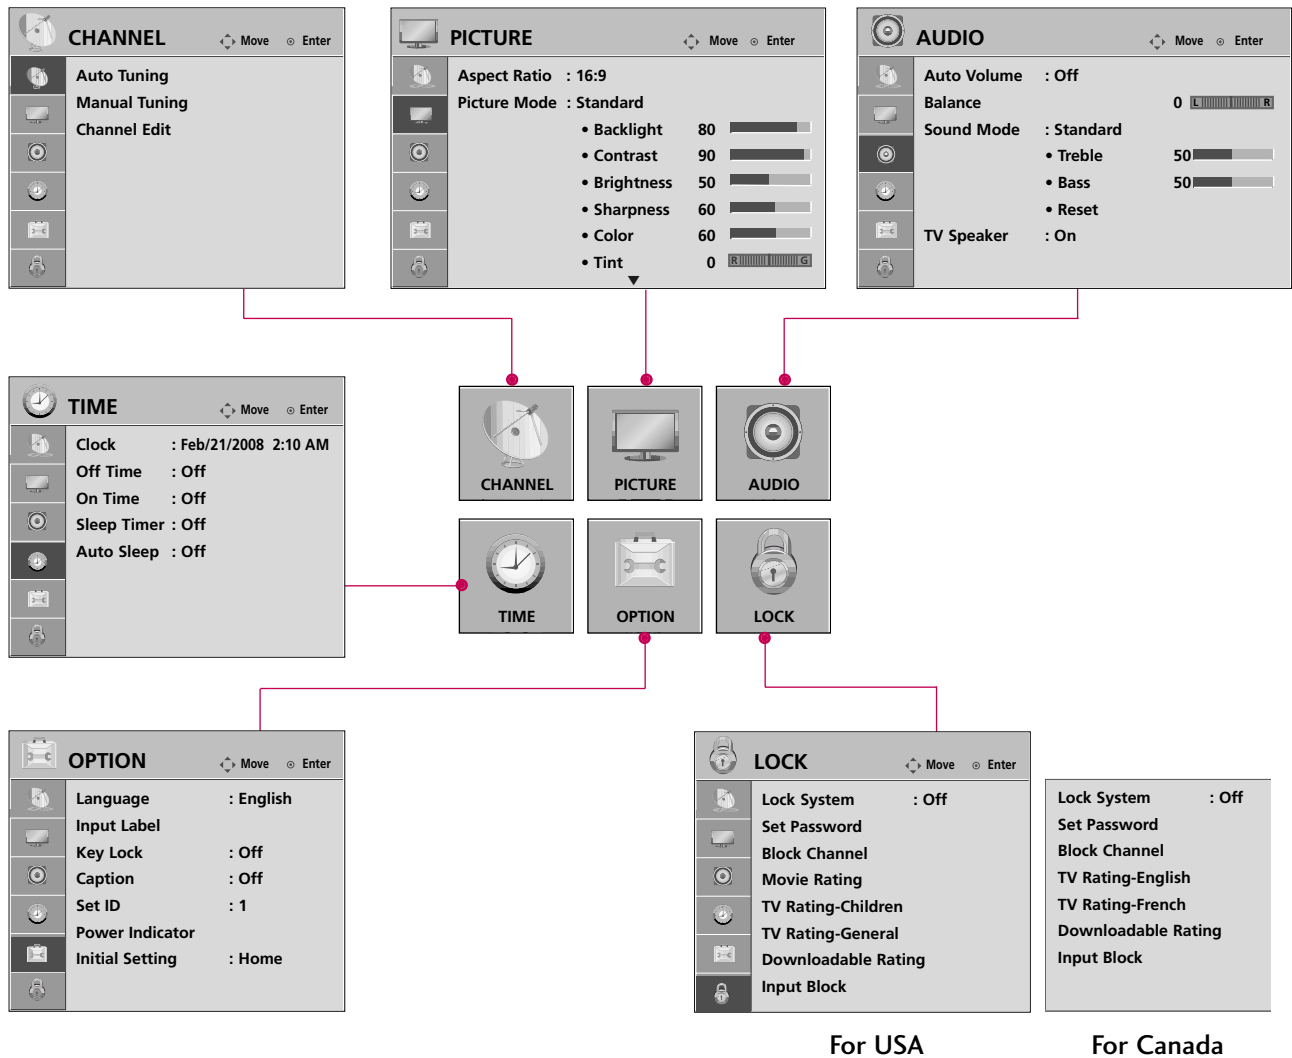 CHANNEL Move Enter
Auto Tuning
Manual Tuning
Channel Edit
PICTURE Move Enter
Aspect Ratio : 16:9
Picture Mode : Standard
• Backlight 80
• Contrast 90
• Brightness 50
• Sharpness 60
• Color 60
• Tint 0 R G
AUDIO Move Enter
Auto Volume : Off
Balance 0 L R
Sound Mode : Standard
• Treble 50
• Bass 50
• Reset
TV Speaker : On
TIME Move Enter
Clock : Feb/21/2008 2:10 AM
Off Time : Off
On Time : Off
Sleep Timer : Off
Auto Sleep : Off
CHANNEL
PICTURE
AUDIO
TIME
OPTION
LOCK
OPTION Move Enter
Language : English
Input Label
Key Lock : Off
Caption : Off
Set ID : 1
Power Indicator
Initial Setting : Home
LOCK Move Enter
Lock System : Off
Set Password
Block Channel
Movie Rating
TV Rating-Children
TV Rating-General
Downloadable Rating
Input Block
For USA
Lock System : Off
Set Password
Block Channel
TV Rating-English
TV Rating-French
Downloadable Rating
Input Block
For Canada